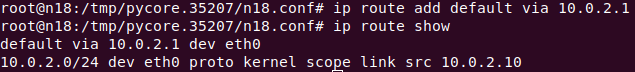 root@n18:/tmp/pycore.35207/n18.conf# ip route add default via 10.0.2.1
root@n18:/tmp/pycore.35207/n18.conf# ip route show
default via 10.0.2.1 dev eth0
10.0.2.0/24 dev eth0 proto kernel scope link src 10.0.2.10